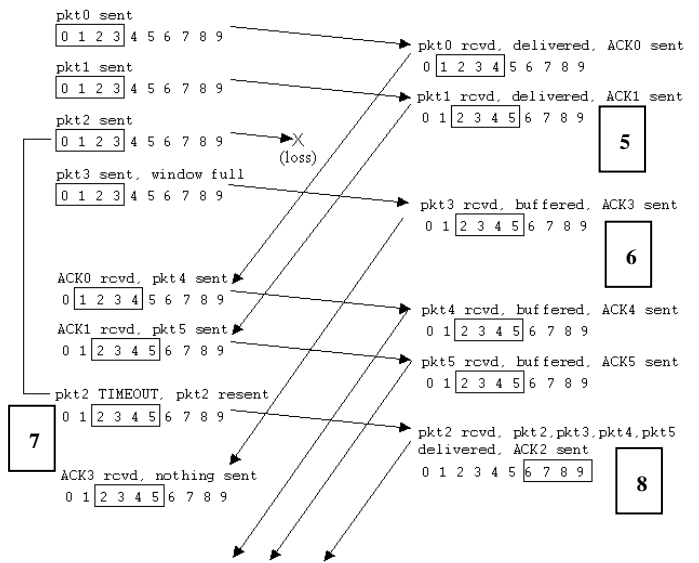 pkt0 sent
0 1 2 3 4 5 6 7 8 9
pkt0 rcvd, delivered, ACK0 sent
0 1 2 3 4 5 6 7 8 9
pkt1 sent
0 1 2 3 4 5 6 7 8 9
pkt1 rcvd, delivered, ACK1 sent
0 1 2 3 4 5 6 7 8 9
5
pkt2 sent
0 1 2 3 4 5 6 7 8 9
X
(loss)
pkt3 sent, window full
0 1 2 3 4 5 6 7 8 9
pkt3 rcvd, buffered, ACK3 sent
0 1 2 3 4 5 6 7 8 9
6
ACK0 rcvd, pkt4 sent
0 1 2 3 4 5 6 7 8 9
pkt4 rcvd, buffered, ACK4 sent
0 1 2 3 4 5 6 7 8 9
ACK1 rcvd, pkt5 sent
0 1 2 3 4 5 6 7 8 9
pkt5 rcvd, buffered, ACK5 sent
0 1 2 3 4 5 6 7 8 9
pkt2 TIMEOUT, pkt2 resent
0 1 2 3 4 5 6 7 8 9
7
pkt2 rcvd, pkt2,pkt3,pkt4,pkt5
delivered, ACK2 sent
0 1 2 3 4 5 6 7 8 9
8
ACK3 rcvd, nothing sent
0 1 2 3 4 5 6 7 8 9